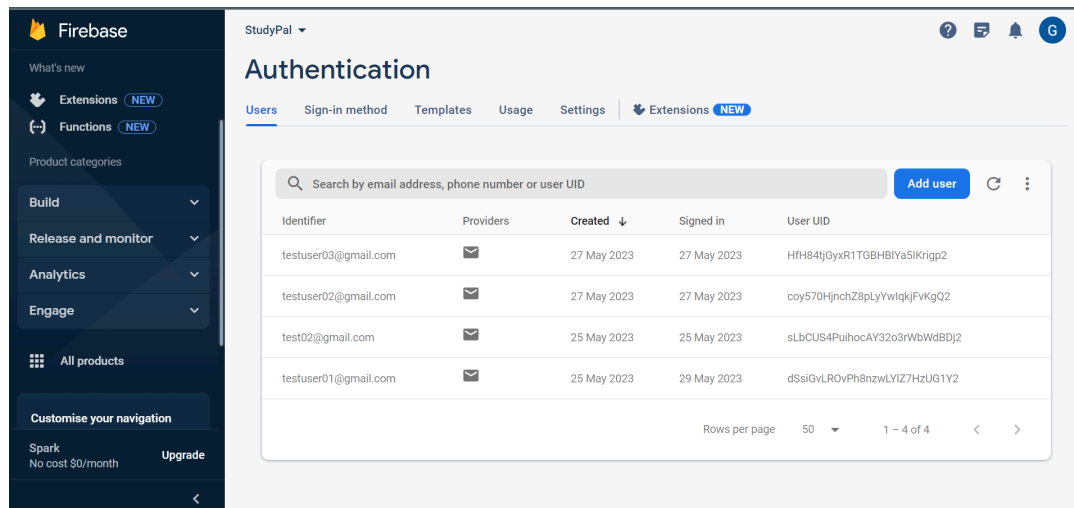 Firebase
What's new
Extensions NEW
Functions NEW
Product categories
Build
Release and monitor
Analytics
Engage
All products
Customise your navigation
Spark
No cost $0/month
Upgrade
StudyPal
G
Authentication
Users Sign-in method Templates Usage Settings Extensions NEW
Search by email address, phone number or user UID Add user
Identifier Providers Created Signed in User UID
testuser03@gmail.com 27 May 2023 27 May 2023 HfH84tjGyxR1TGBHBlYa5IKrigp2
testuser02@gmail.com 27 May 2023 27 May 2023 coy570HjnchZ8pLyYwIqkjFvKgQ2
test02@gmail.com 25 May 2023 25 May 2023 sLbCUS4PuihocAY32o3rWbWdBDj2
testuser01@gmail.com 25 May 2023 29 May 2023 dSsiGvLROvPh8nzwLYlZ7HzUG1Y2
Rows per page 50 1 – 4 of 4